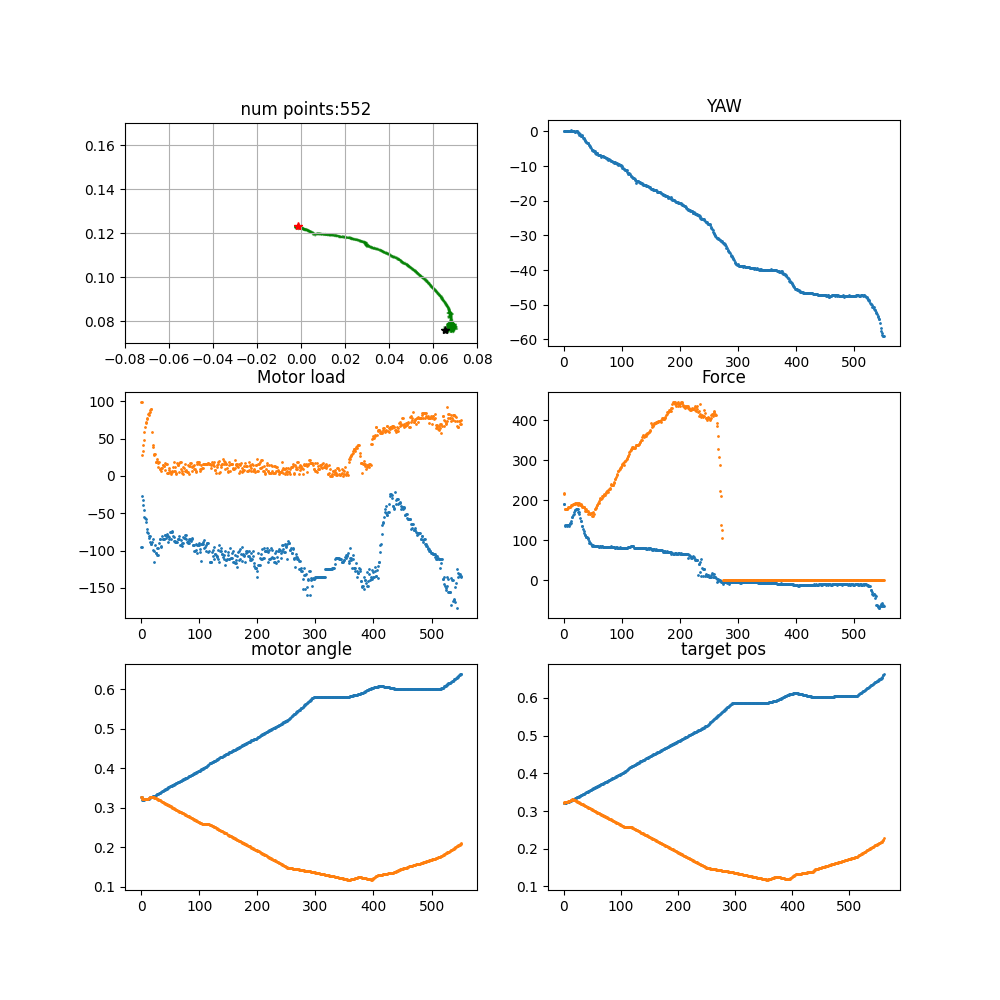 num points:552
YAW
0.16
0.14
0.12
0.10
0.08
−0.08 −0.06 −0.04 −0.02 0.00 0.02 0.04 0.06 0.08
0
−10
−20
−30
−40
−50
−60
0 100 200 300 400 500
Motor load
Force
100
50
0
−50
−100
−150
0 100 200 300 400 500
400
300
200
100
0
0 100 200 300 400 500
motor angle
target pos
0.6
0.5
0.4
0.3
0.2
0.1
0 100 200 300 400 500
0.6
0.5
0.4
0.3
0.2
0.1
0 100 200 300 400 500